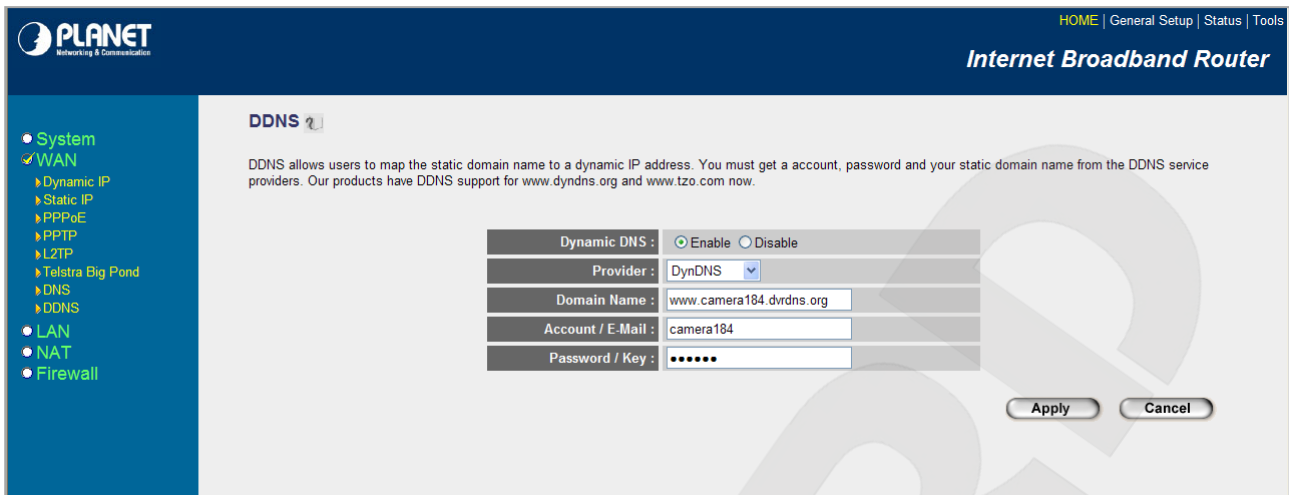 PLANET
Networking & Communication
HOME | General Setup | Status | Tools
Internet Broadband Router
System
WAN
Dynamic IP
Static IP
PPPoE
PPTP
L2TP
Telstra Big Pond
DNS
DDNS
LAN
NAT
Firewall
DDNS
DDNS allows users to map the static domain name to a dynamic IP address. You must get a account, password and your static domain name from the DDNS service
providers. Our products have DDNS support for www.dyndns.org and www.tzo.com now.
Dynamic DNS : Enable Disable
Provider : DynDNS
Domain Name : www.camera184.dvrdns.org
Account / E-Mail : camera184
Password / Key : ●●●●●●
Apply Cancel